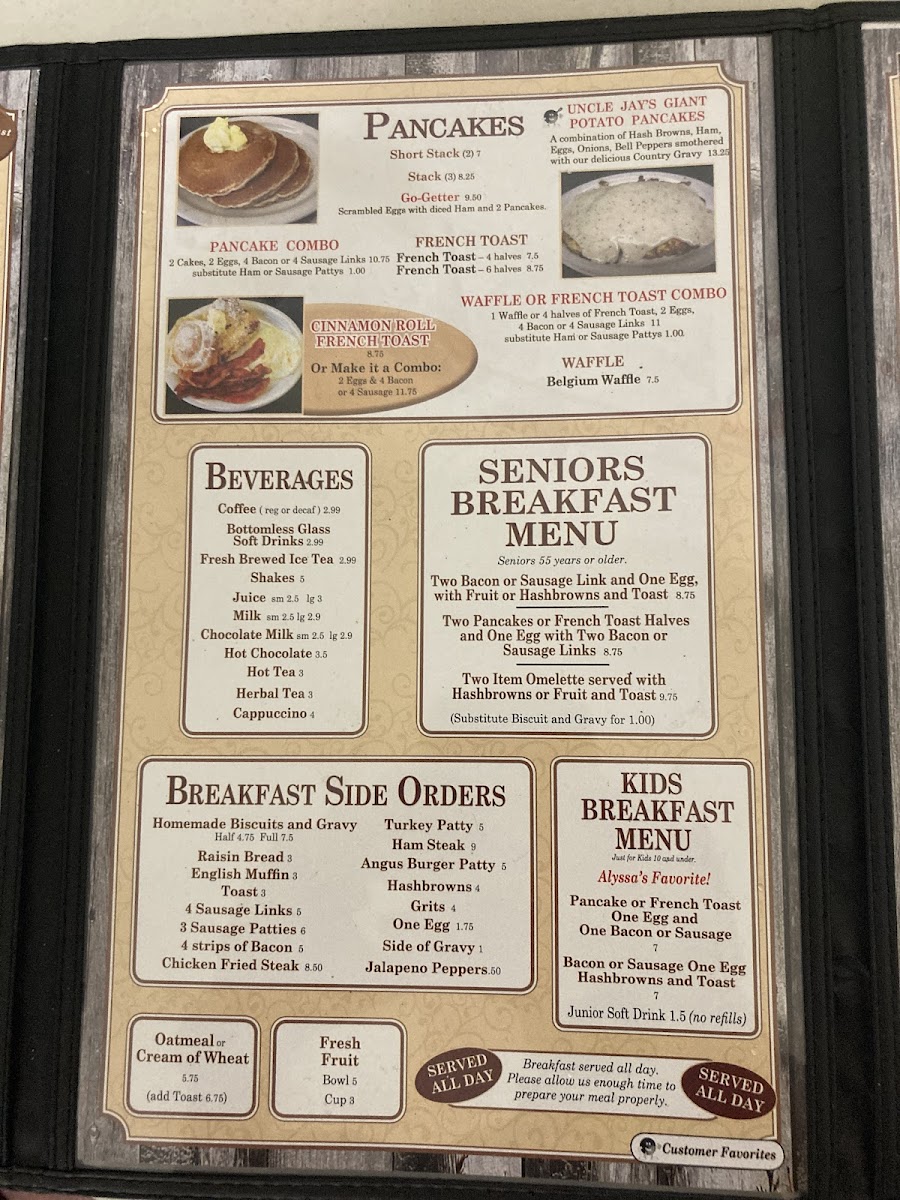 PANCAKES
Short Stack (2) 7
Stack (3) 8.25
Go-Getter 9.50
Scrambled Eggs with diced Ham and 2 Pancakes.
UNCLE JAY'S GIANT
POTATO PANCAKES
A combination of Hash Browns, Ham,
Eggs, Onions, Bell Peppers smothered
with our delicious Country Gravy 13.25
PANCAKE COMBO
2 Cakes, 2 Eggs, 4 Bacon or 4 Sausage Links 10.75
substitute Ham or Sausage Pattys 1.00
FRENCH TOAST
French Toast – 4 halves 7.5
French Toast – 6 halves 8.75
CINNAMON ROLL
FRENCH TOAST
8.75
Or Make it a Combo:
2 Eggs & 4 Bacon
or 4 Sausage 11.75
WAFFLE OR FRENCH TOAST COMBO
1 Waffle or 4 halves of French Toast, 2 Eggs,
4 Bacon or 4 Sausage Links 11
substitute Ham or Sausage Pattys 1.00
WAFFLE
Belgium Waffle 7.5
BEVERAGES
Coffee ( reg or decaf ) 2.99
Bottomless Glass
Soft Drinks 2.99
Fresh Brewed Ice Tea 2.99
Shakes 5
Juice sm 2.5 lg 3
Milk sm 2.5 lg 2.9
Chocolate Milk sm 2.5 lg 2.9
Hot Chocolate 3.5
Hot Tea 3
Herbal Tea 3
Cappuccino 4
SENIORS
BREAKFAST
MENU
Seniors 55 years or older.
Two Bacon or Sausage Link and One Egg,
with Fruit or Hashbrowns and Toast 8.75
Two Pancakes or French Toast Halves
and One Egg with Two Bacon or
Sausage Links 8.75
Two Item Omelette served with
Hashbrowns or Fruit and Toast 9.75
(Substitute Biscuit and Gravy for 1.00)
BREAKFAST SIDE ORDERS
Homemade Biscuits and Gravy
Half 4.75 Full 7.5
Raisin Bread 3
English Muffin 3
Toast 3
4 Sausage Links 5
3 Sausage Patties 6
4 strips of Bacon 5
Chicken Fried Steak 8.50
Turkey Patty 5
Ham Steak 9
Angus Burger Patty 5
Hashbrowns 4
Grits 4
One Egg 1.75
Side of Gravy 1
Jalapeno Peppers .50
KIDS
BREAKFAST
MENU
Just for Kids 10 and under.
Alyssa's Favorite!
Pancake or French Toast
One Egg and
One Bacon or Sausage
7
Bacon or Sausage One Egg
Hashbrowns and Toast
7
Junior Soft Drink 1.5 (no refills)
Oatmeal or
Cream of Wheat
5.75
(add Toast 6.75)
Fresh
Fruit
Bowl 5
Cup 3
SERVED
ALL DAY
Breakfast served all day.
Please allow us enough time to
prepare your meal properly.
SERVED
ALL DAY
Customer Favorites